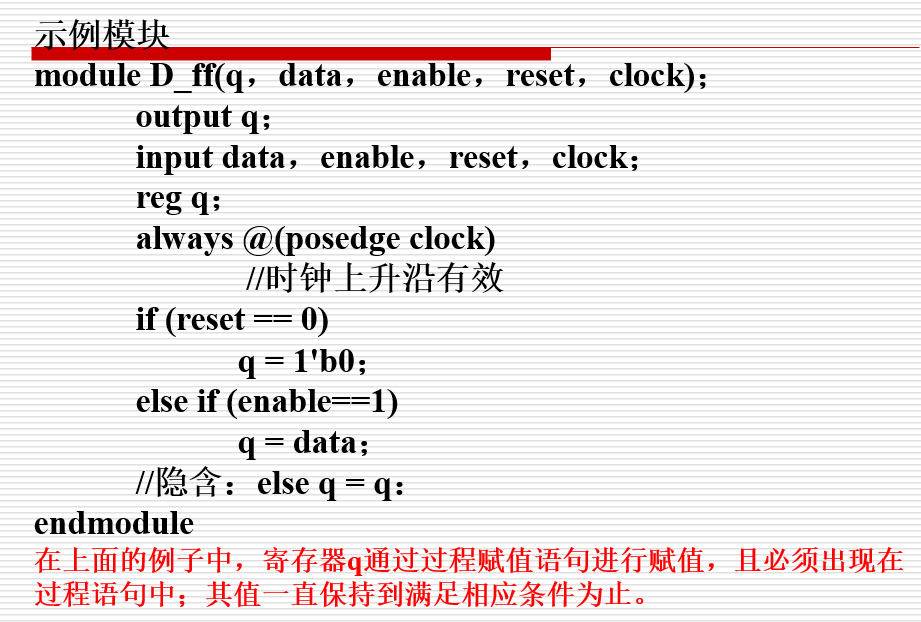 示例模块
module D_ff(q，data，enable，reset，clock)；
output q；
input data，enable，reset，clock；
reg q；
always @(posedge clock)
//时钟上升沿有效
if (reset == 0)
q = 1'b0；
else if (enable==1)
q = data；
//隐含：else q = q：
endmodule
在上面的例子中，寄存器q通过过程赋值语句进行赋值，且必须出现在
过程语句中；其值一直保持到满足相应条件为止。